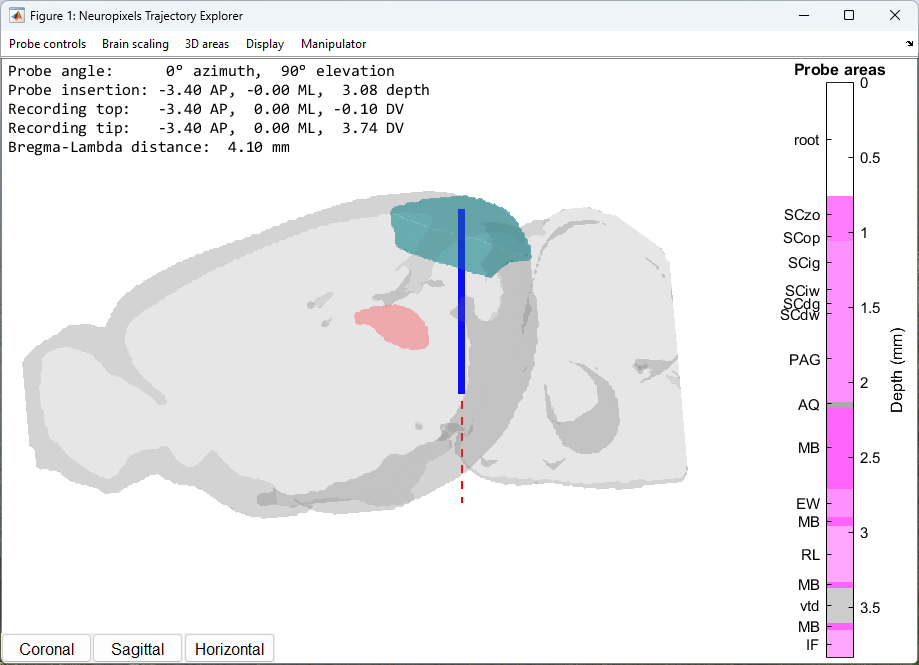 Figure 1: Neuropixels Trajectory Explorer
Probe controls Brain scaling 3D areas Display Manipulator
Probe angle: 0° azimuth, 90° elevation
Probe insertion: -3.40 AP, -0.00 ML, 3.08 depth
Recording top: -3.40 AP, 0.00 ML, -0.10 DV
Recording tip: -3.40 AP, 0.00 ML, 3.74 DV
Bregma-Lambda distance: 4.10 mm
Probe areas
0
root
0.5
SCzo
1
SCop
SCig
SCiw
SCdg
1.5
SCdw
PAG
2
AQ
MB
2.5
EW
MB
3
RL
MB
vtd
3.5
MB
IF
Depth (mm)
Coronal Sagittal Horizontal